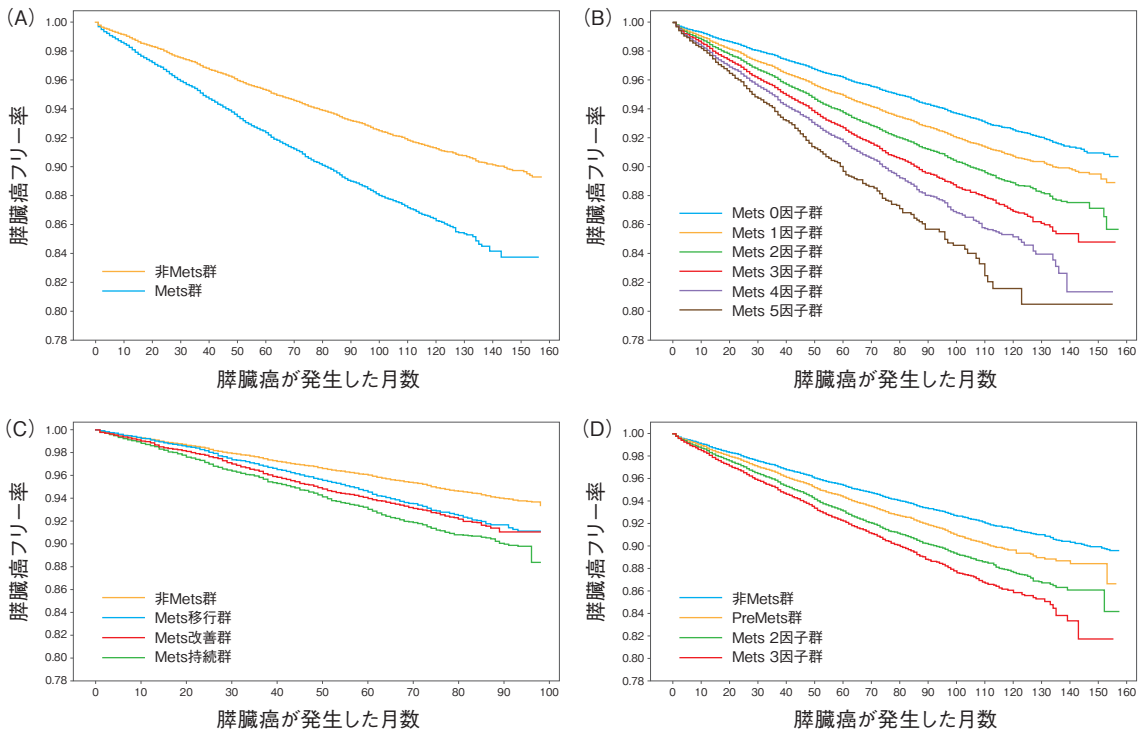 (A)
膵臓癌フリー率
1.00
0.98
0.96
0.94
0.92
0.90
0.88
0.86
0.84
0.82
0.80
0.78
非Mets群
Mets群
0 10 20 30 40 50 60 70 80 90 100 110 120 130 140 150 160
膵臓癌が発生した月数
(B)
膵臓癌フリー率
1.00
0.98
0.96
0.94
0.92
0.90
0.88
0.86
0.84
0.82
0.80
0.78
Mets 0因子群
Mets 1因子群
Mets 2因子群
Mets 3因子群
Mets 4因子群
Mets 5因子群
0 10 20 30 40 50 60 70 80 90 100 110 120 130 140 150 160
膵臓癌が発生した月数
(C)
膵臓癌フリー率
1.00
0.98
0.96
0.94
0.92
0.90
0.88
0.86
0.84
0.82
0.80
0.78
非Mets群
Mets移行群
Mets改善群
Mets持続群
0 10 20 30 40 50 60 70 80 90 100
膵臓癌が発生した月数
(D)
膵臓癌フリー率
1.00
0.98
0.96
0.94
0.92
0.90
0.88
0.86
0.84
0.82
0.80
0.78
非Mets群
PreMets群
Mets 2因子群
Mets 3因子群
0 10 20 30 40 50 60 70 80 90 100 110 120 130 140 150 160
膵臓癌が発生した月数